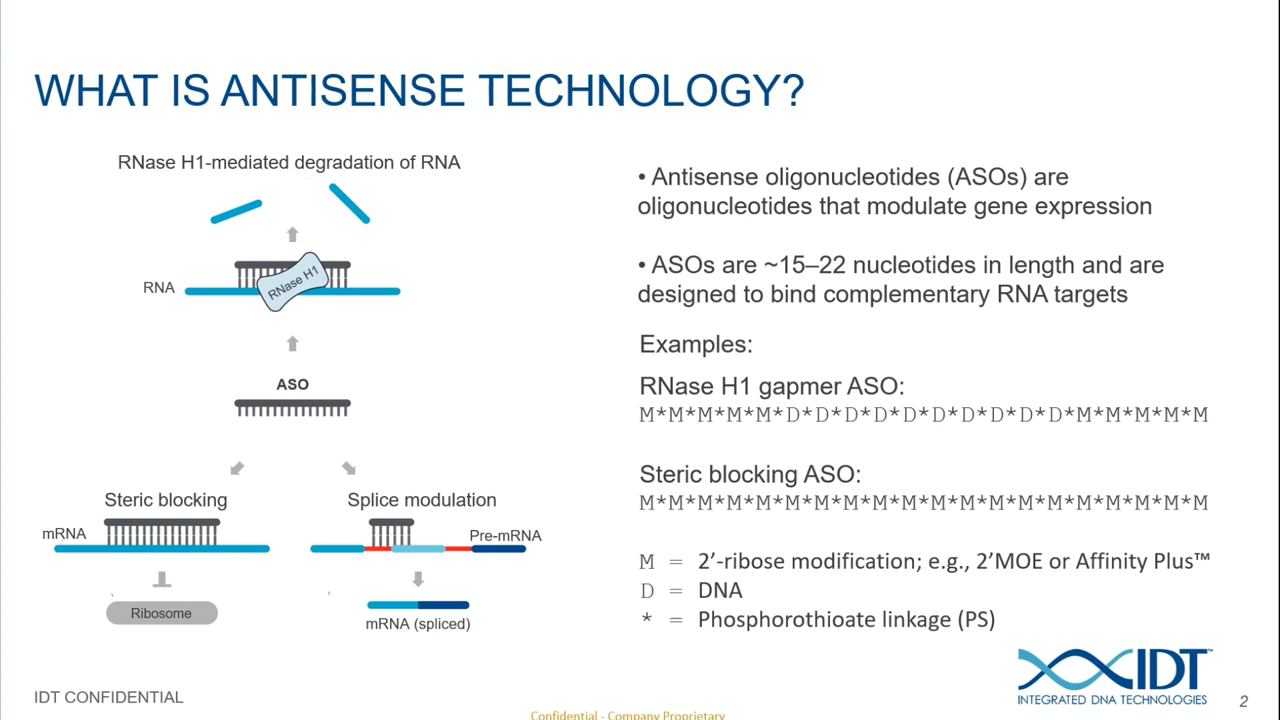 WHAT IS ANTISENSE TECHNOLOGY?
RNase H1-mediated degradation of RNA
RNase H1
RNA
ASO
Steric blocking
mRNA
Ribosome
Splice modulation
Pre-mRNA
mRNA (spliced)
• Antisense oligonucleotides (ASOs) are
oligonucleotides that modulate gene expression
• ASOs are ~15–22 nucleotides in length and are
designed to bind complementary RNA targets
Examples:
RNase H1 gapmer ASO:
M*M*M*M*M*D*D*D*D*D*D*D*D*D*D*M*M*M*M*M
Steric blocking ASO:
M*M*M*M*M*M*M*M*M*M*M*M*M*M*M*M*M*M*M*M
M = 2’-ribose modification; e.g., 2’MOE or Affinity Plus™
D = DNA
* = Phosphorothioate linkage (PS)
IDT™
INTEGRATED DNA TECHNOLOGIES
IDT CONFIDENTIAL
Confidential - Company Proprietary
2